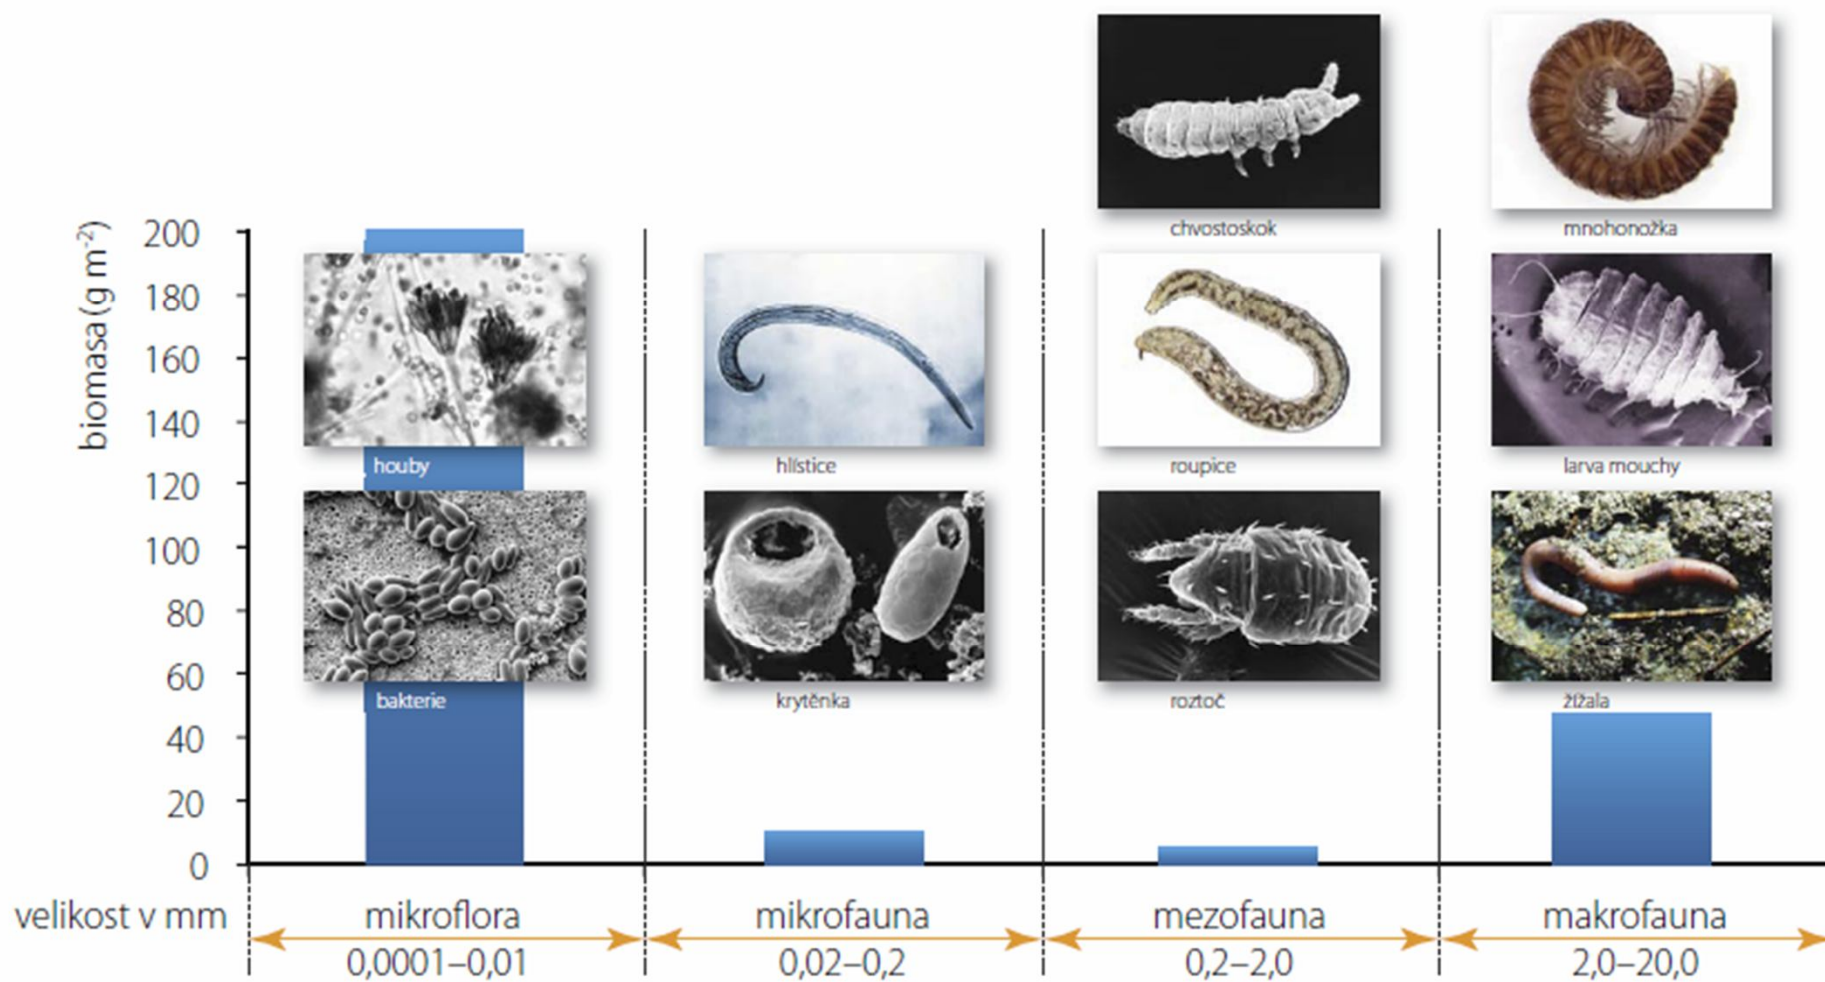 biomasa (g m⁻²)
200
180
160
140
120
100
80
60
40
20
0
houby
bakterie
hlístice
krytěnka
chvostoskok
roupice
roztoč
mnohonožka
larva mouchy
žížala
velikost v mm
mikroflora
0,0001–0,01
mikrofauna
0,02–0,2
mezofauna
0,2–2,0
makrofauna
2,0–20,0